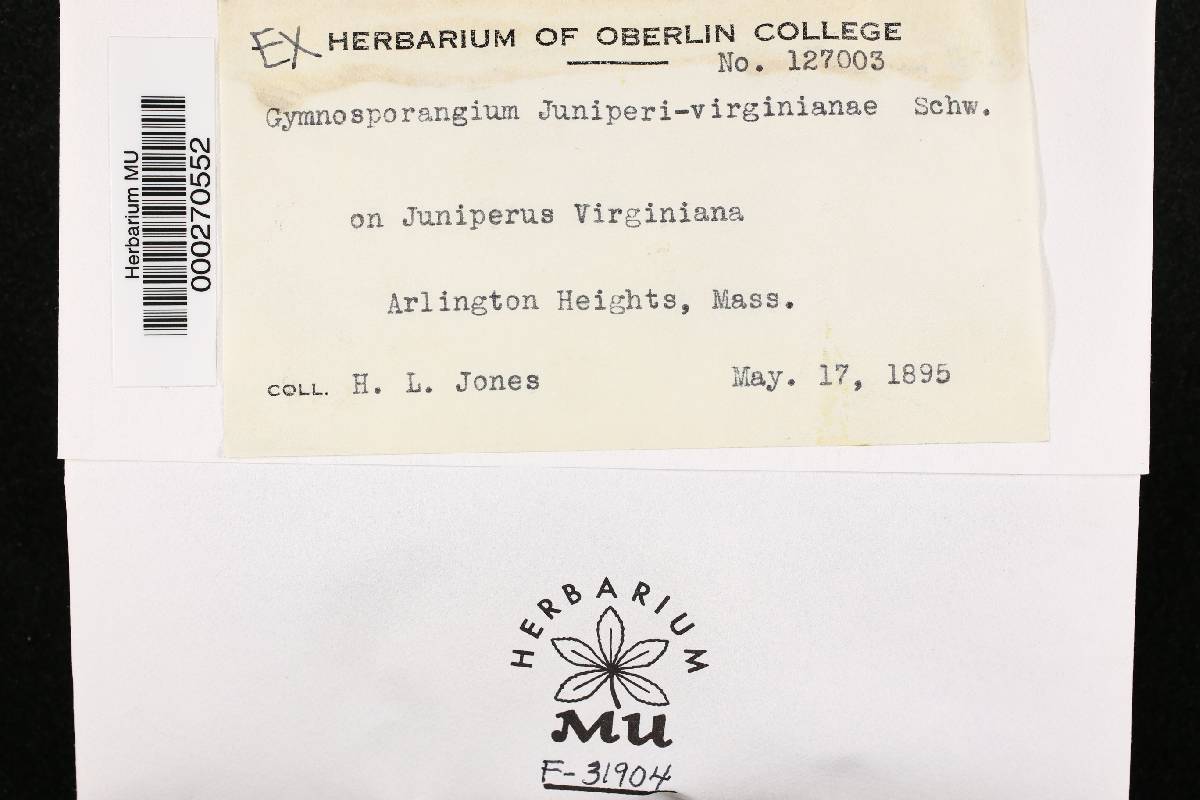 EX HERBARIUM OF OBERLIN COLLEGE
No. 127003
Gymnosporangium Juniperi-virginianae Schw.
on Juniperus Virginiana
Arlington Heights, Mass.
COLL. H. L. Jones May. 17, 1895
Herbarium MU
000270552
HERBARIUM
MU
F-31904